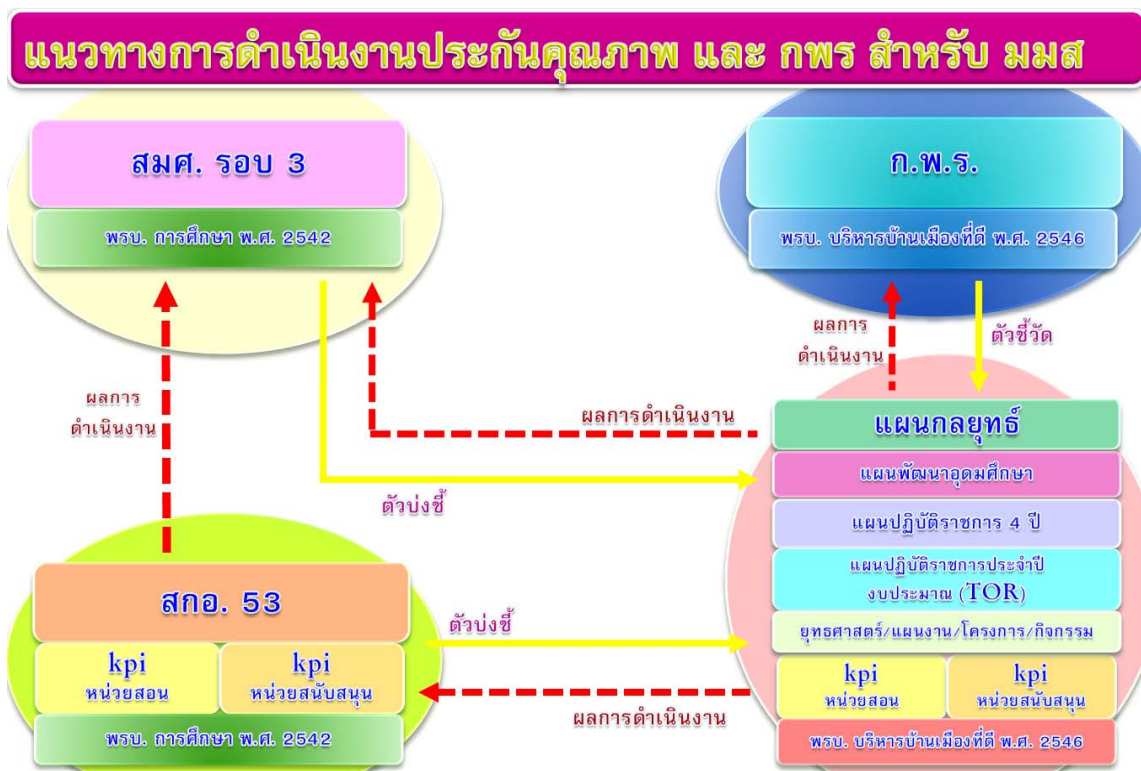 แนวทางการดำเนินงานประกันคุณภาพ และ กพร สำหรับ มมส
สมศ. รอบ 3
พรบ. การศึกษา พ.ศ. 2542
ก.พ.ร.
พรบ. บริหารบ้านเมืองที่ดี พ.ศ. 2546
ผลการ
ดำเนินงาน
ตัวชี้วัด
ผลการ
ดำเนินงาน
ผลการดำเนินงาน
ตัวบ่งชี้
แผนกลยุทธ์
แผนพัฒนาอุดมศึกษา
แผนปฏิบัติราชการ 4 ปี
แผนปฏิบัติราชการประจำปี
งบประมาณ (TOR)
ยุทธศาสตร์/แผนงาน/โครงการ/กิจกรรม
kpi
หน่วยสอน
kpi
หน่วยสนับสนุน
พรบ. บริหารบ้านเมืองที่ดี พ.ศ. 2546
สกอ. 53
kpi
หน่วยสอน
kpi
หน่วยสนับสนุน
พรบ. การศึกษา พ.ศ. 2542
ตัวบ่งชี้
ผลการดำเนินงาน